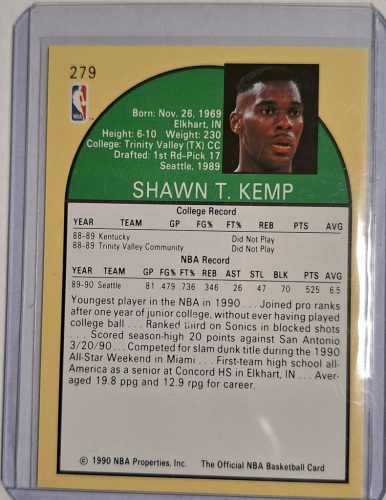 279
NBA
Born: Nov. 26, 1969
Elkhart, IN
Height: 6-10 Weight: 230
College: Trinity Valley (TX) CC
Drafted: 1st Rd-Pick 17
Seattle, 1989
SHAWN T. KEMP
College Record
YEAR TEAM GP FG% FT% REB PTS AVG
88-89 Kentucky Did Not Play
88-89 Trinity Valley Community Did Not Play
NBA Record
YEAR TEAM GP FG% FT% REB AST STL BLK PTS AVG
89-90 Seattle 81 .479 .736 346 26 47 70 525 6.5
Youngest player in the NBA in 1990 . . . Joined pro ranks
after one year of junior college, without ever having played
college ball . . . Ranked third on Sonics in blocked shots
. . . Scored season-high 20 points against San Antonio
3/20/90 . . . Competed for slam dunk title during the 1990
All-Star Weekend in Miami . . . First-team high school all-
America as a senior at Concord HS in Elkhart, IN . . . Aver-
aged 19.8 ppg and 12.9 rpg for career.
© 1990 NBA Properties, Inc. The Official NBA Basketball Card